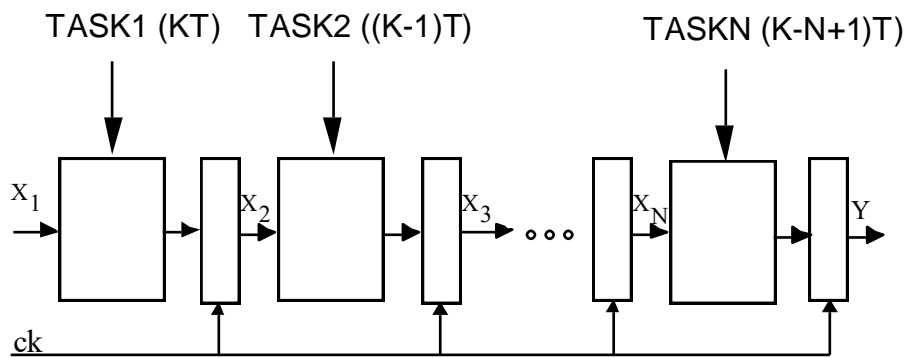 TASK1 (KT) TASK2 ((K-1)T) TASKN (K-N+1)T)
X1 X2 X3 XN Y
ck